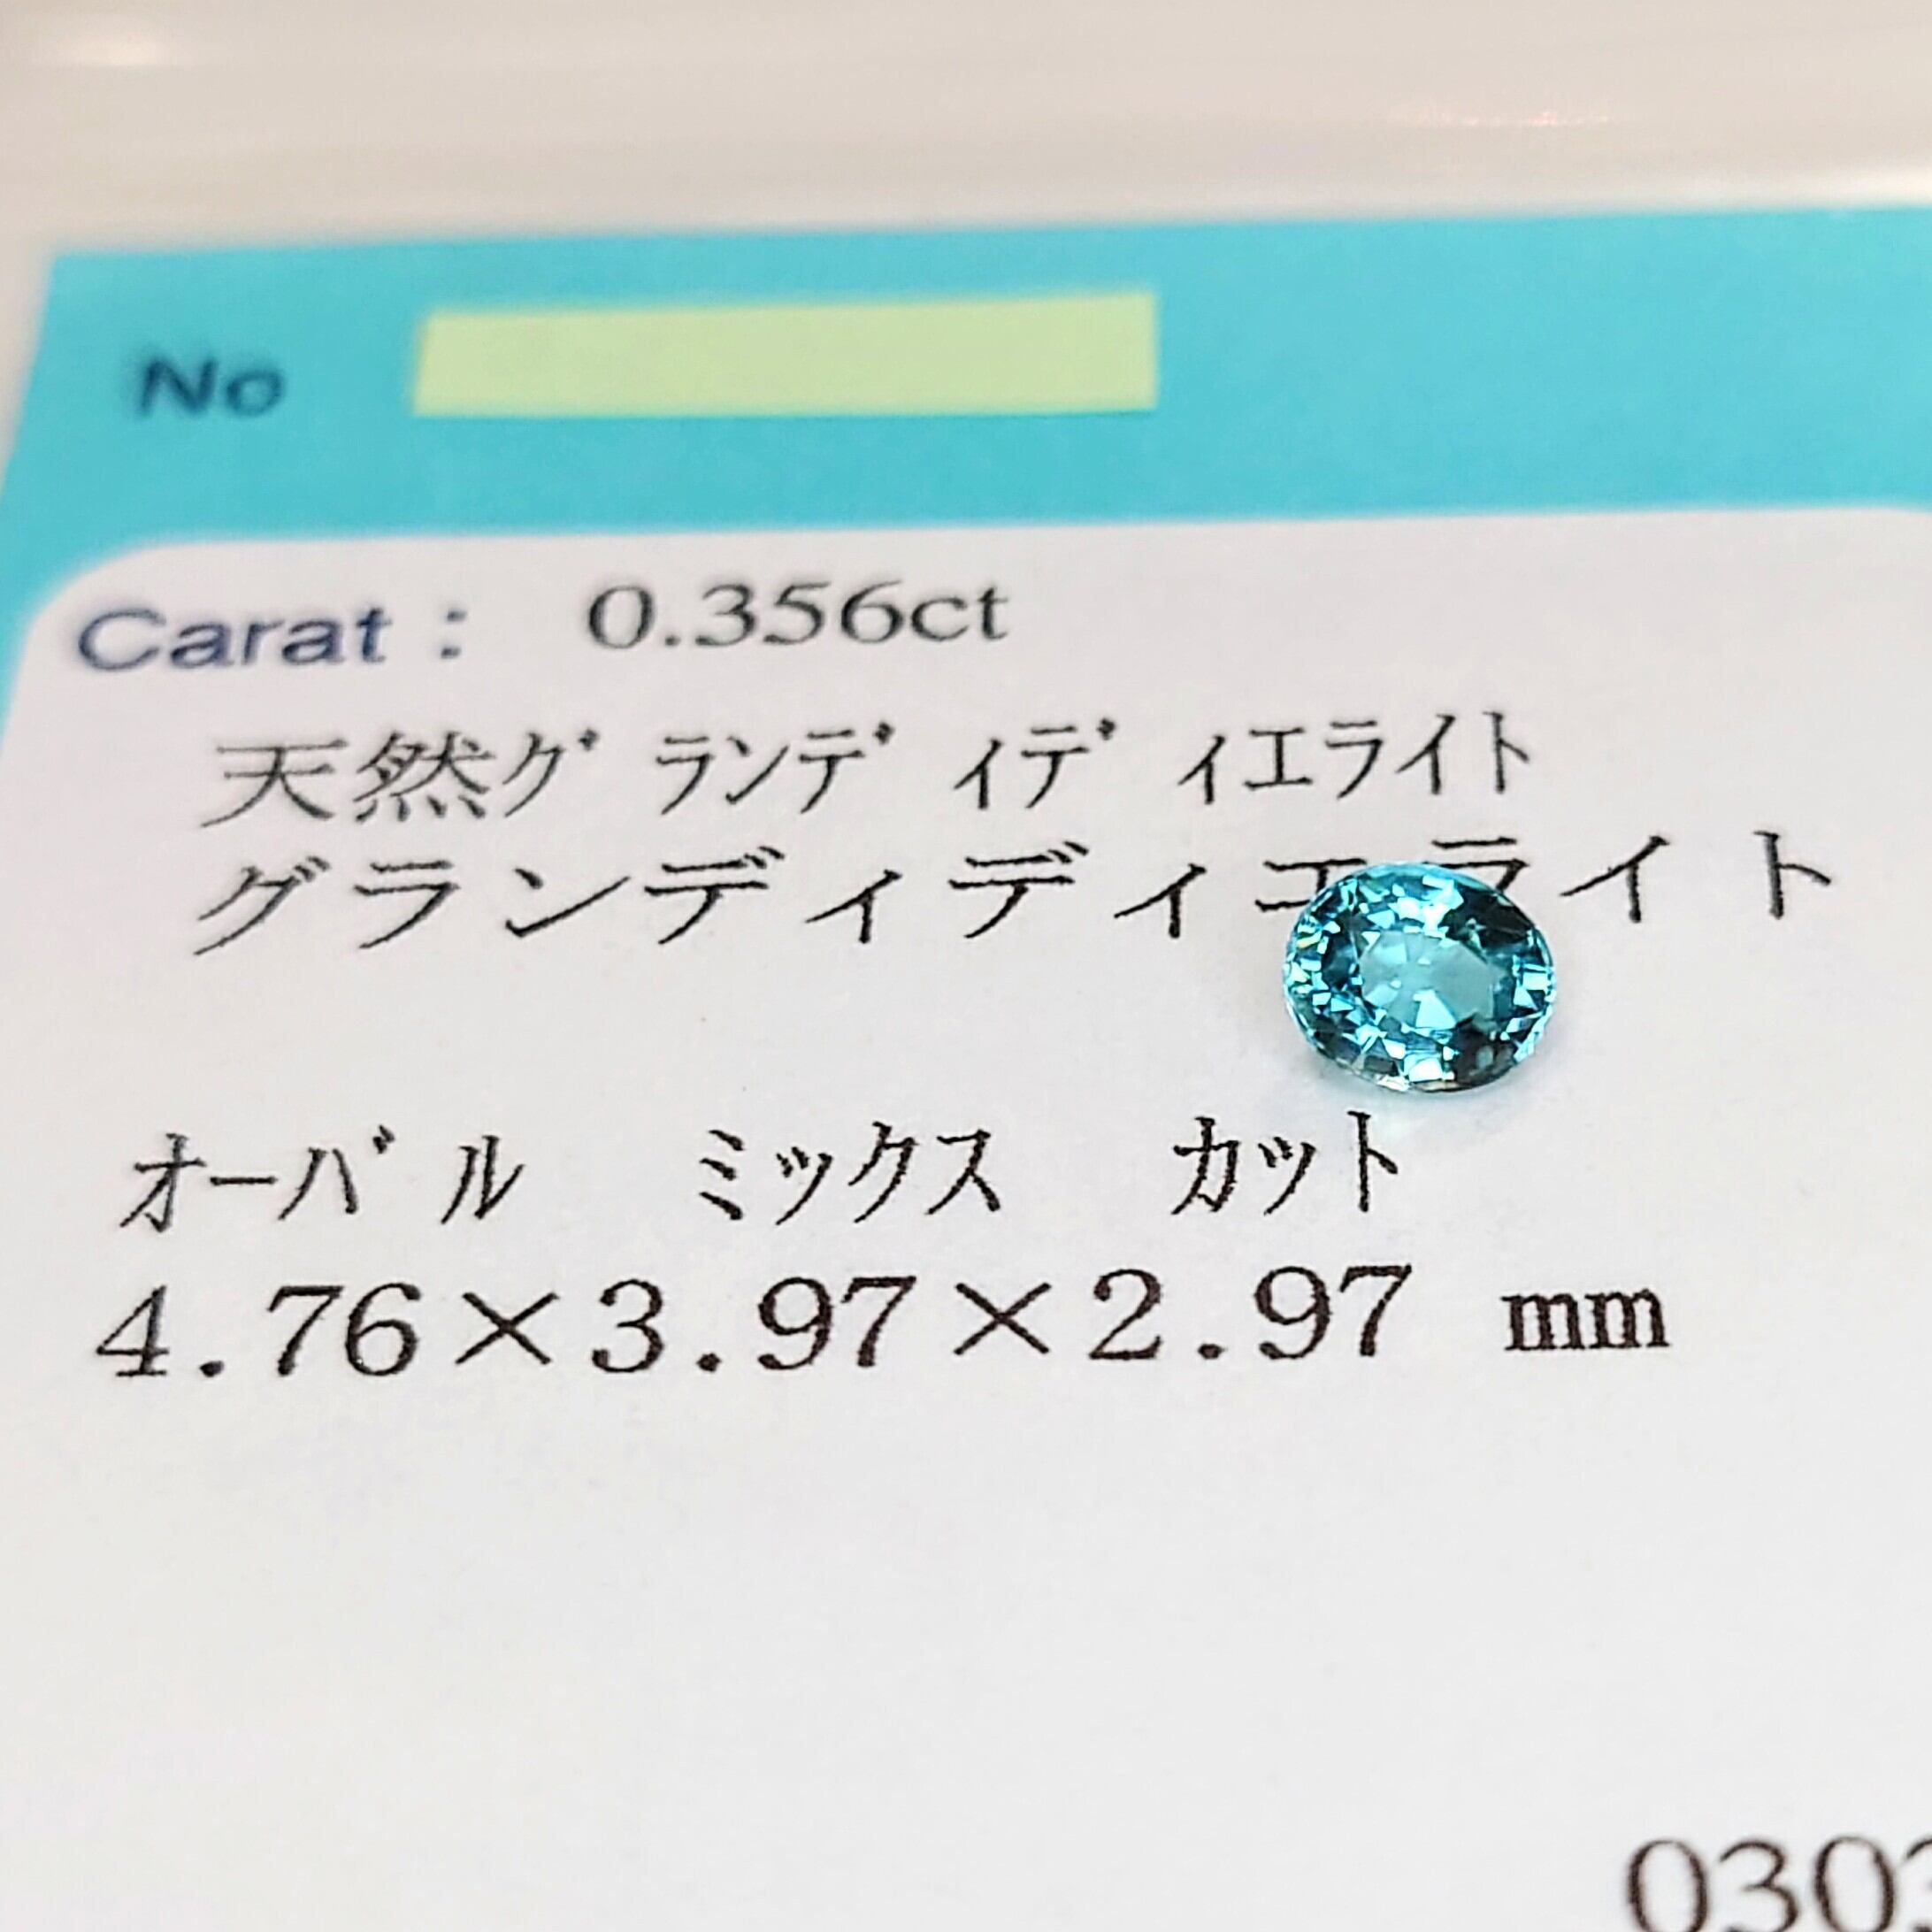 No
Carat : 0.356ct
天然グランディディエライト
グランディディエライト
オーバル ミックス カット
4.76×3.97×2.97 mm